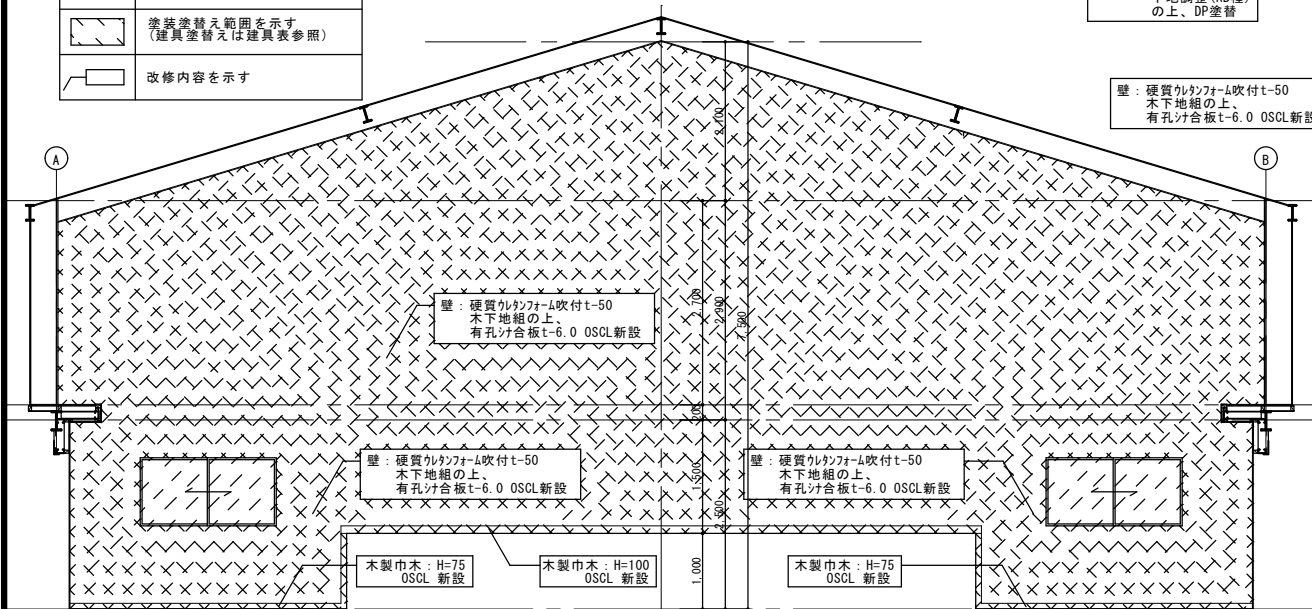 塗装塗替え範囲を示す
(建具塗替えは建具表参照)
改修内容を示す
の上、DP塗替
壁：硬質ｳﾚﾀﾝﾌｫｰﾑ吹付t-50
木下地組の上、
有孔ｼﾅ合板t-6.0 OSCL新設
A
B
2,100
壁：硬質ｳﾚﾀﾝﾌｫｰﾑ吹付t-50
木下地組の上、
有孔ｼﾅ合板t-6.0 OSCL新設
2,700
2,900
7,500
200
壁：硬質ｳﾚﾀﾝﾌｫｰﾑ吹付t-50
木下地組の上、
有孔ｼﾅ合板t-6.0 OSCL新設
1,500
2,500
壁：硬質ｳﾚﾀﾝﾌｫｰﾑ吹付t-50
木下地組の上、
有孔ｼﾅ合板t-6.0 OSCL新設
木製巾木：H=75
OSCL 新設
木製巾木：H=100
OSCL 新設
1,000
木製巾木：H=75
OSCL 新設